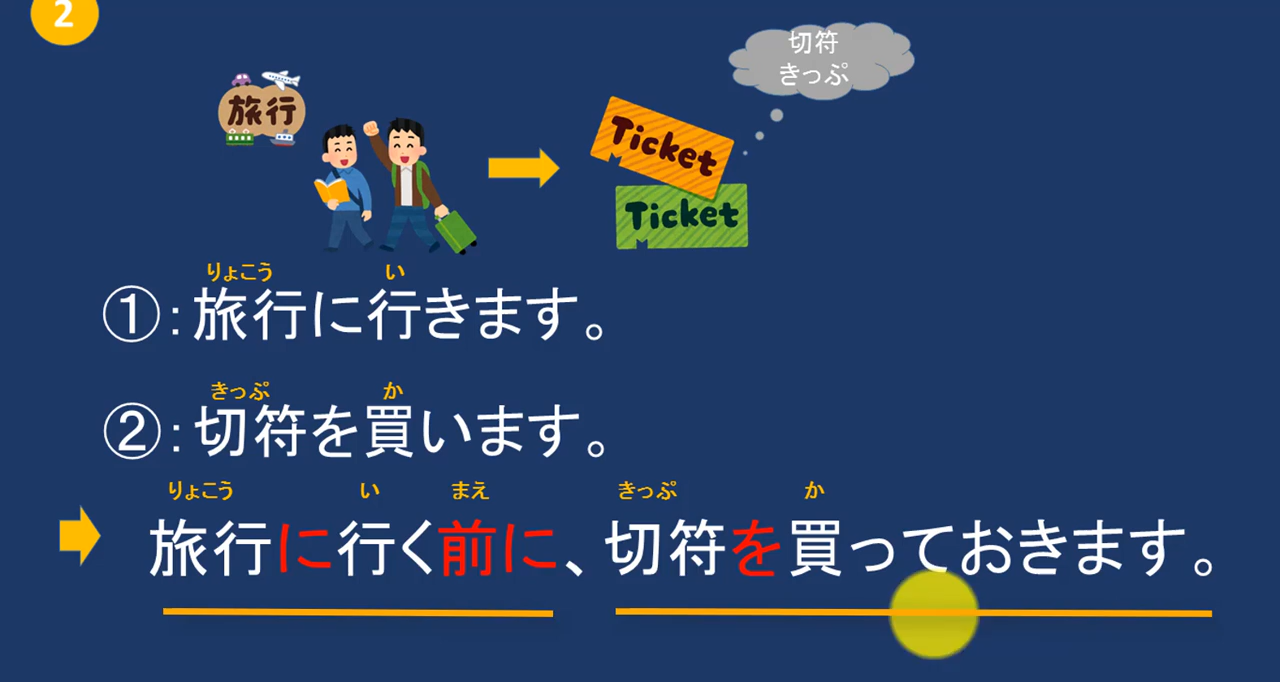 2
切符
きっぷ
旅行
Ticket
Ticket
りょこう い
①:旅行に行きます。
きっぷ か
②:切符を買います。
りょこう い まえ きっぷ か
旅行に行く前に、切符を買っておきます。